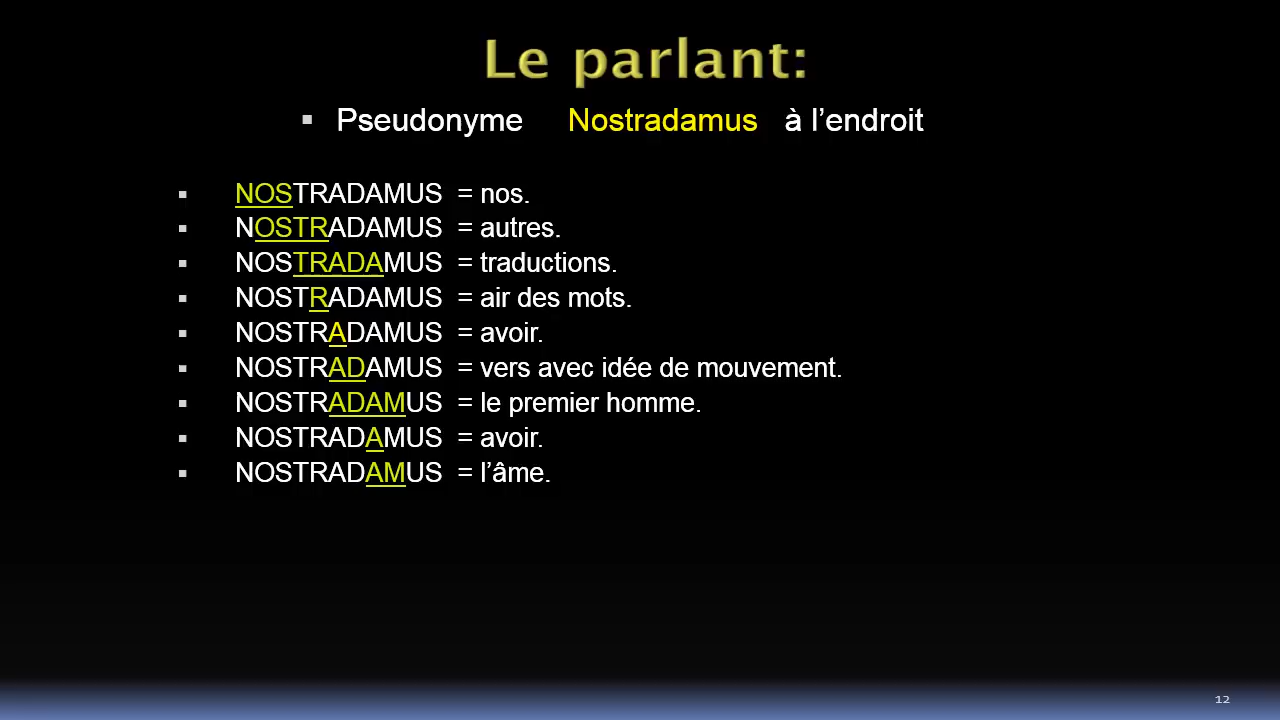 Le parlant:
▪ Pseudonyme Nostradamus à l’endroit
▪ NOSTRADAMUS = nos.
▪ NOSTRADAMUS = autres.
▪ NOSTRADAMUS = traductions.
▪ NOSTRADAMUS = air des mots.
▪ NOSTRADAMUS = avoir.
▪ NOSTRADAMUS = vers avec idée de mouvement.
▪ NOSTRADAMUS = le premier homme.
▪ NOSTRADAMUS = avoir.
▪ NOSTRADAMUS = l’âme.
12